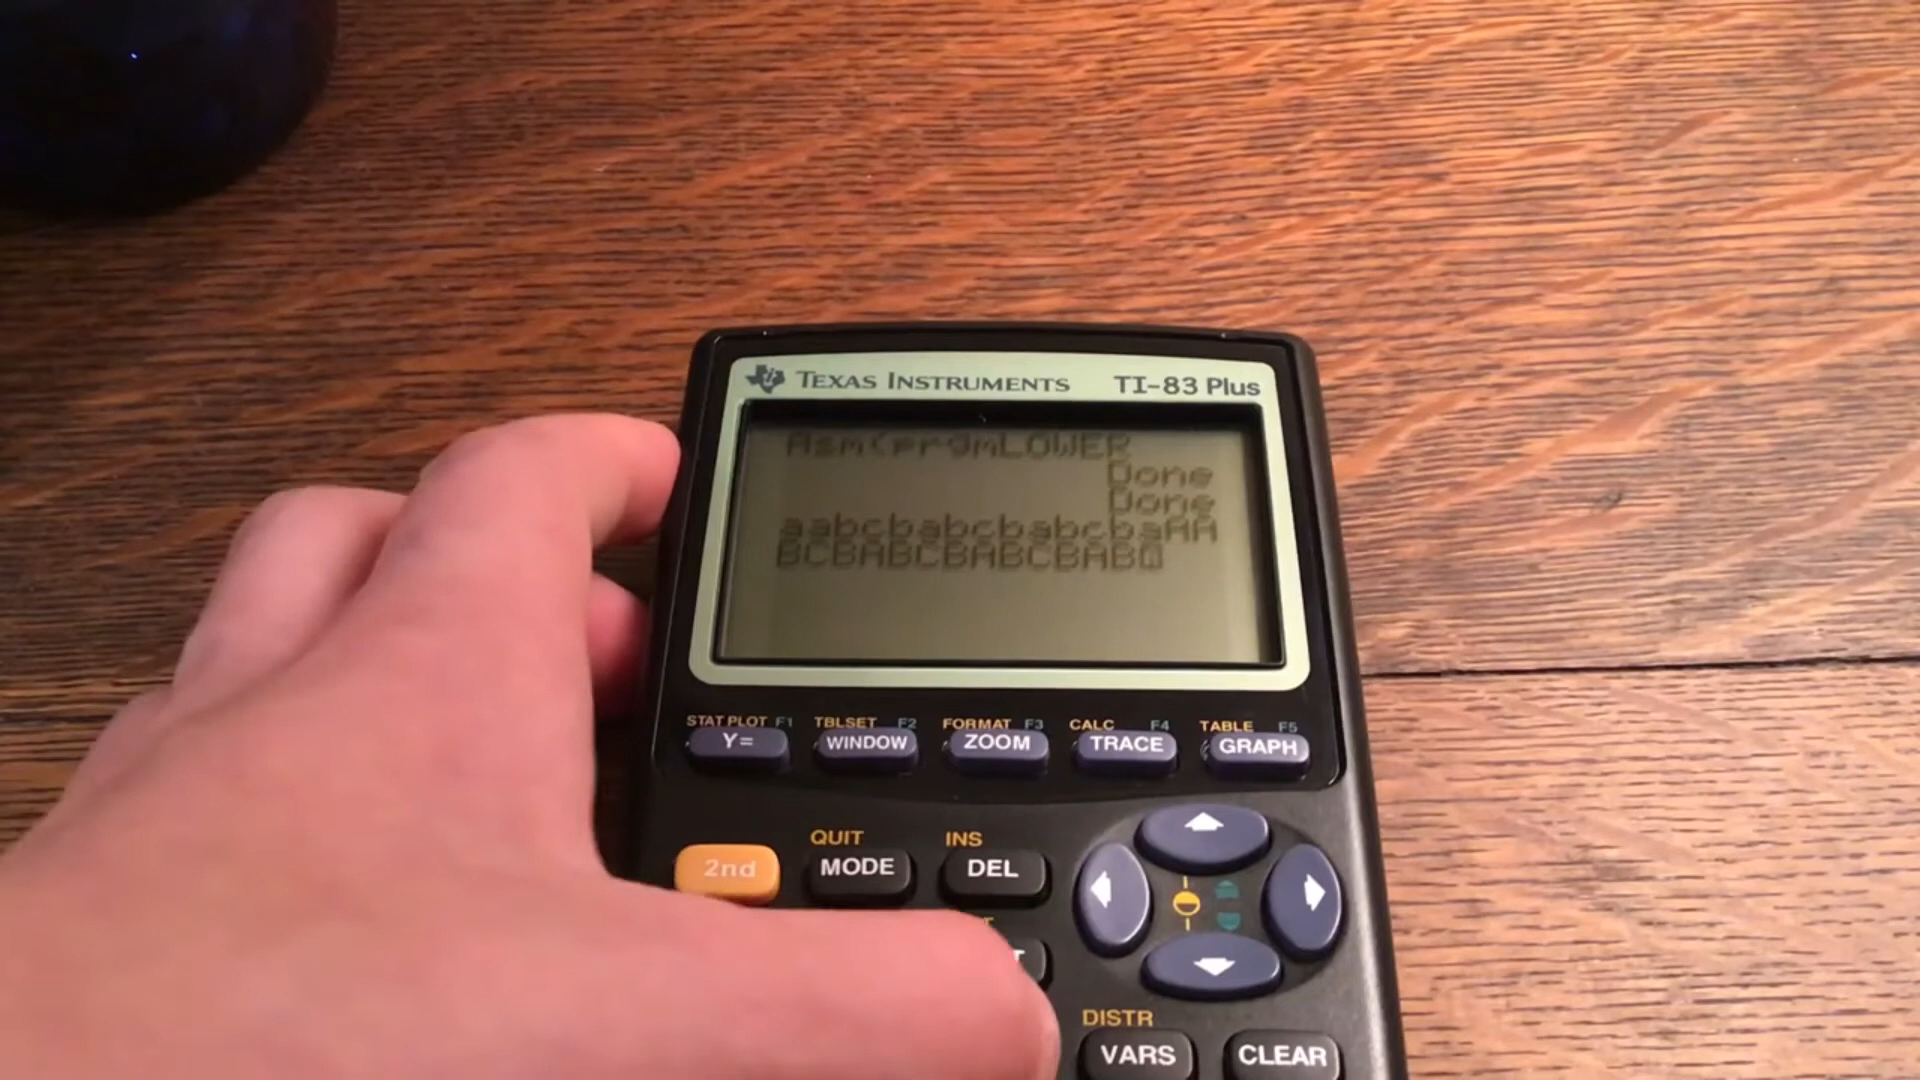 TEXAS INSTRUMENTS TI-83 Plus
Asm(prgmLOWER
Done
Done
aabcbabcbabcbaAA
BCBABCBABCBAB
STAT PLOT F1 TBLSET F2 FORMAT F3 CALC F4 TABLE F5
Y= WINDOW ZOOM TRACE GRAPH
QUIT INS
2nd MODE DEL
DISTR
VARS CLEAR